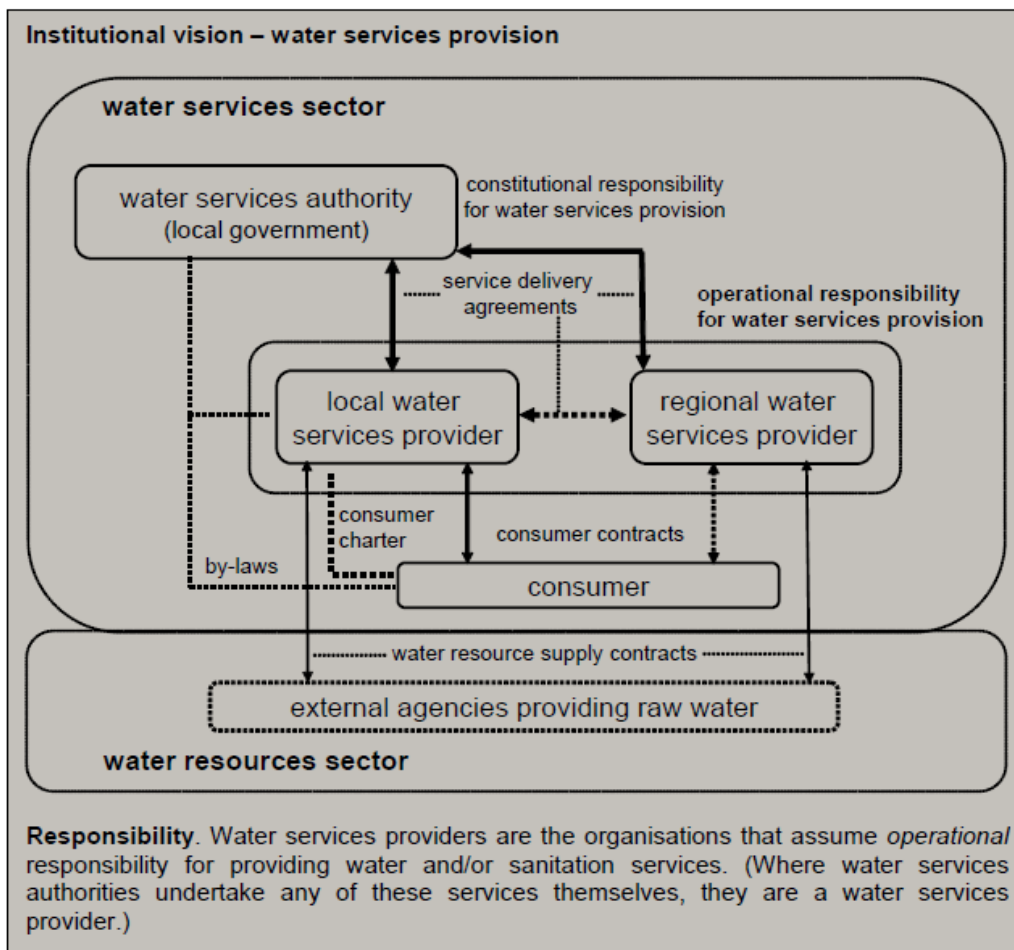 Institutional vision – water services provision
water services sector
water services authority
(local government)
constitutional responsibility
for water services provision
service delivery
agreements
operational responsibility
for water services provision
local water
services provider
regional water
services provider
consumer
charter
consumer contracts
by-laws
consumer
water resource supply contracts
external agencies providing raw water
water resources sector
Responsibility. Water services providers are the organisations that assume operational
responsibility for providing water and/or sanitation services. (Where water services
authorities undertake any of these services themselves, they are a water services
provider.)